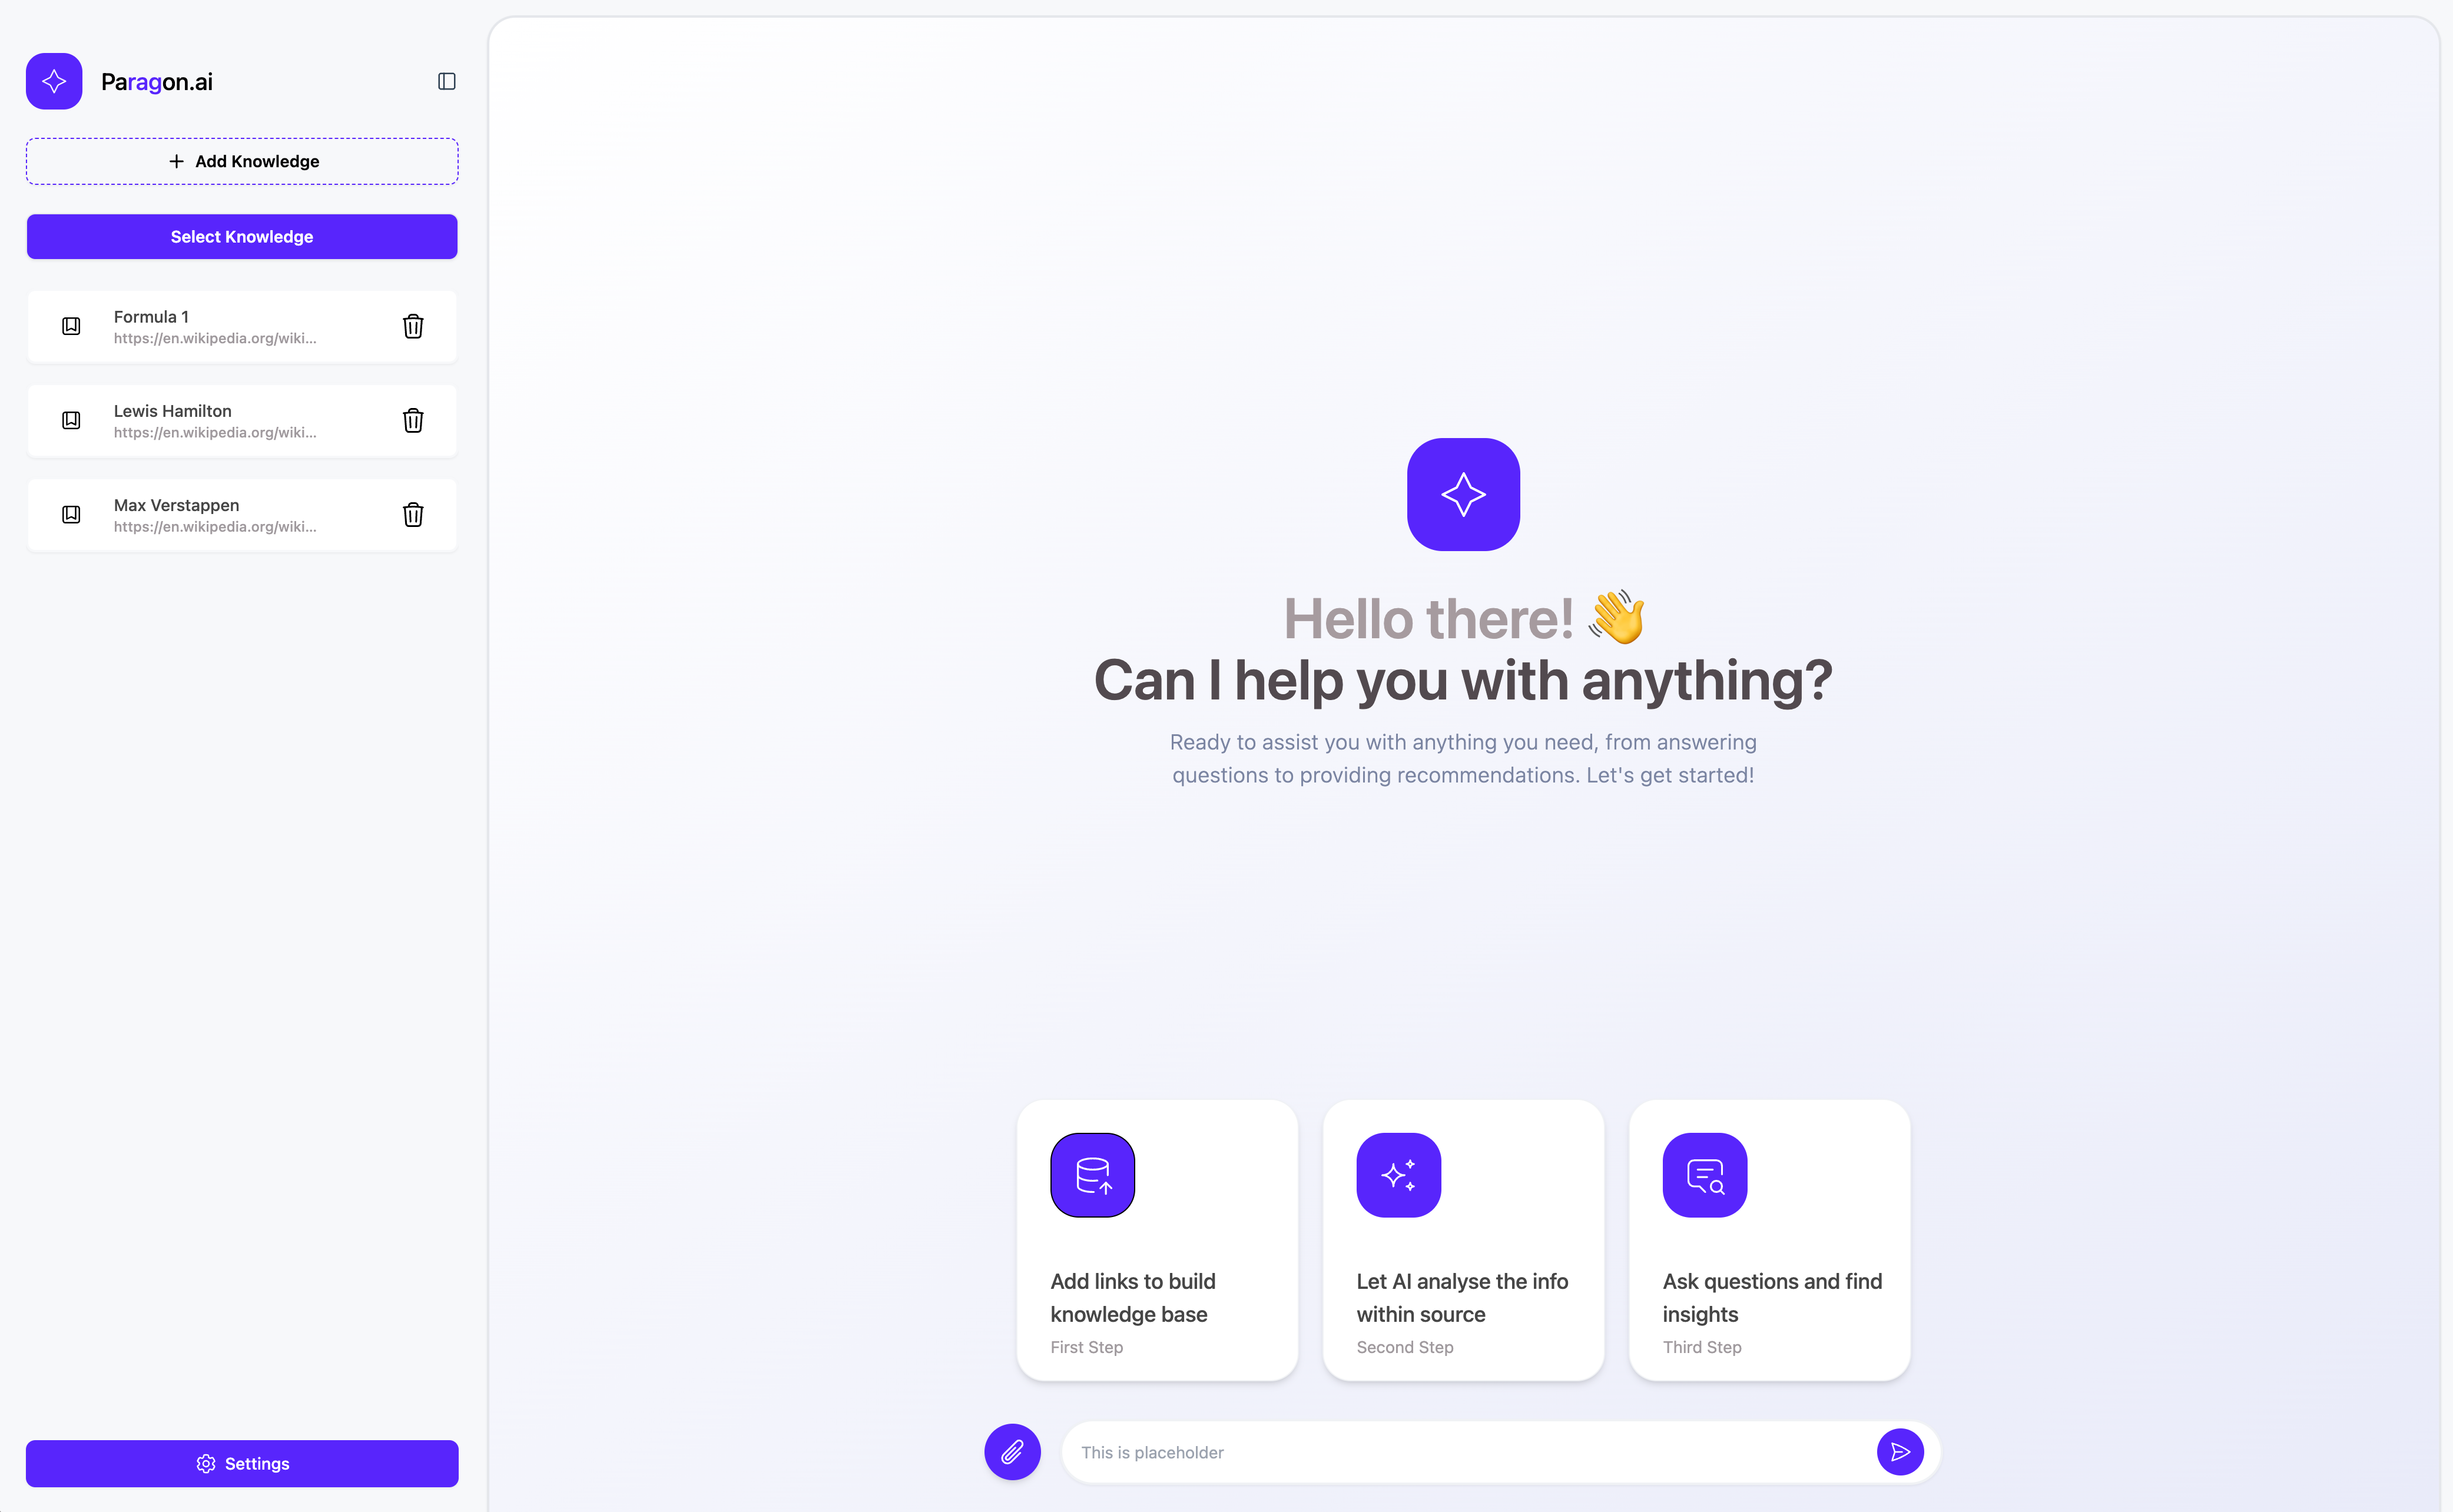 Paragon.ai
Add Knowledge
Select Knowledge
Formula 1
https://en.wikipedia.org/wiki...
Lewis Hamilton
https://en.wikipedia.org/wiki...
Max Verstappen
https://en.wikipedia.org/wiki...
Settings
Hello there! 👋
Can I help you with anything?
Ready to assist you with anything you need, from answering
questions to providing recommendations. Let's get started!
Add links to build
knowledge base
First Step
Let AI analyse the info
within source
Second Step
Ask questions and find
insights
Third Step
This is placeholder